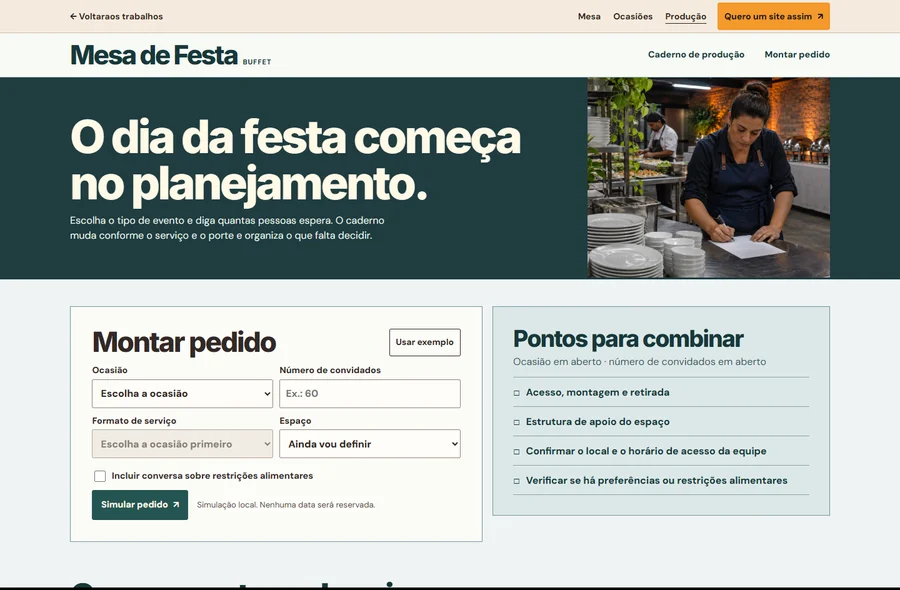 ← Voltaraos trabalhos
Mesa Ocasiões Produção Quero um site assim ↗
Mesa de Festa BUFFET
Caderno de produção Montar pedido
O dia da festa começa
no planejamento.
Escolha o tipo de evento e diga quantas pessoas espera. O caderno
muda conforme o serviço e o porte e organiza o que falta decidir.
Montar pedido
Usar exemplo
Ocasião
Número de convidados
Escolha a ocasião
Ex.: 60
Formato de serviço
Espaço
Escolha a ocasião primeiro
Ainda vou definir
Incluir conversa sobre restrições alimentares
Simular pedido ↗
Simulação local. Nenhuma data será reservada.
Pontos para combinar
Ocasião em aberto · número de convidados em aberto
Acesso, montagem e retirada
Estrutura de apoio do espaço
Confirmar o local e o horário de acesso da equipe
Verificar se há preferências ou restrições alimentares